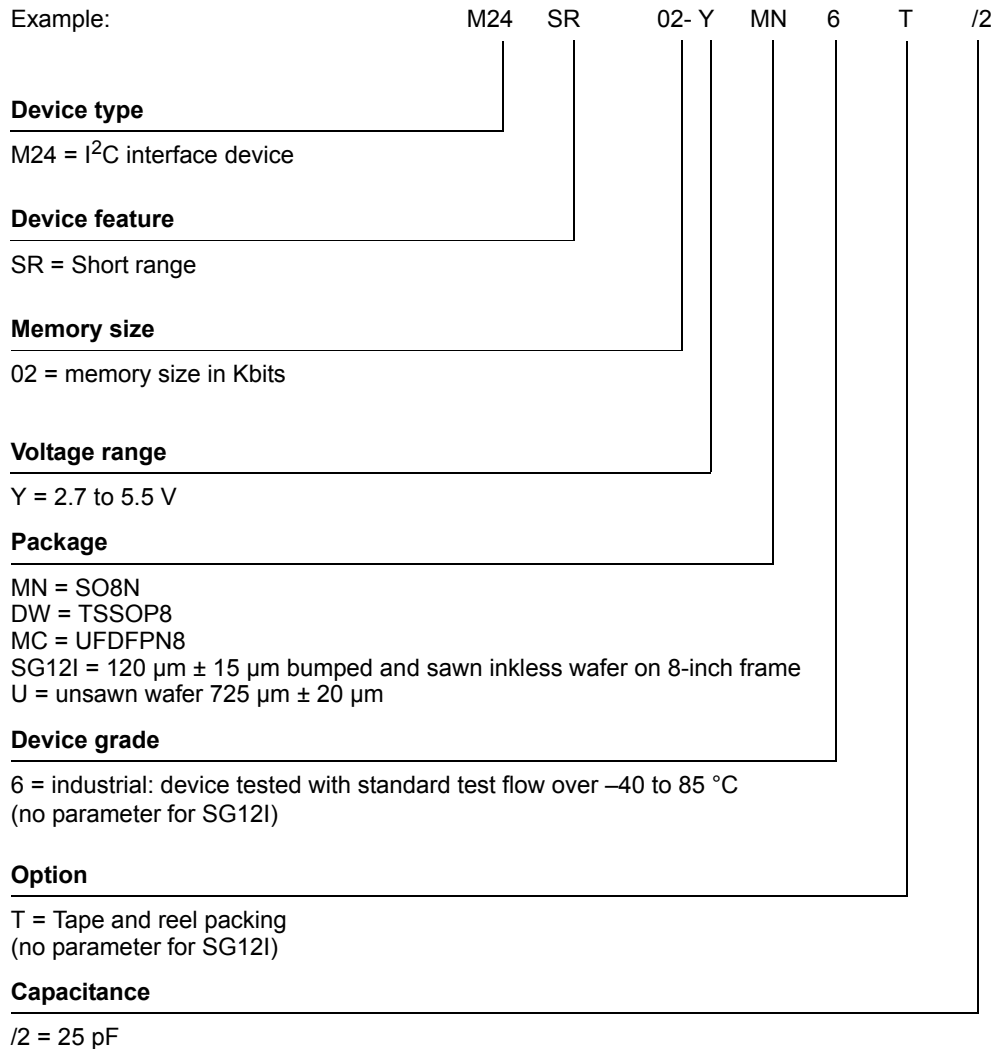 Example: M24 SR 02- Y MN 6 T /2
Device type
M24 = I2C interface device
Device feature
SR = Short range
Memory size
02 = memory size in Kbits
Voltage range
Y = 2.7 to 5.5 V
Package
MN = SO8N
DW = TSSOP8
MC = UFDFPN8
SG12I = 120 µm ± 15 µm bumped and sawn inkless wafer on 8-inch frame
U = unsawn wafer 725 µm ± 20 µm
Device grade
6 = industrial: device tested with standard test flow over –40 to 85 °C
(no parameter for SG12I)
Option
T = Tape and reel packing
(no parameter for SG12I)
Capacitance
/2 = 25 pF